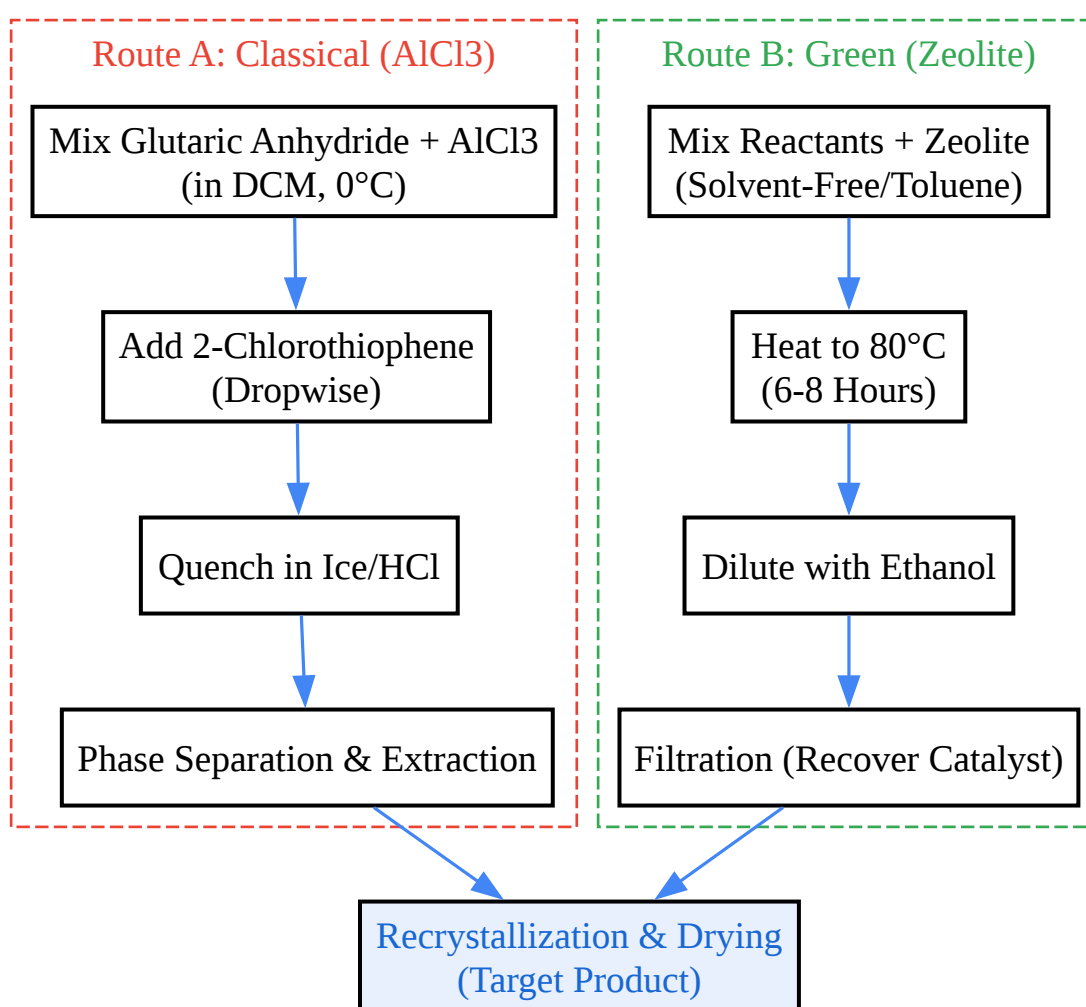 Route A: Classical (AlCl3)
Mix Glutaric Anhydride + AlCl3
(in DCM, 0°C)
Add 2-Chlorothiophene
(Dropwise)
Quench in Ice/HCl
Phase Separation & Extraction
Route B: Green (Zeolite)
Mix Reactants + Zeolite
(Solvent-Free/Toluene)
Heat to 80°C
(6-8 Hours)
Dilute with Ethanol
Filtration (Recover Catalyst)
Recrystallization & Drying
(Target Product)